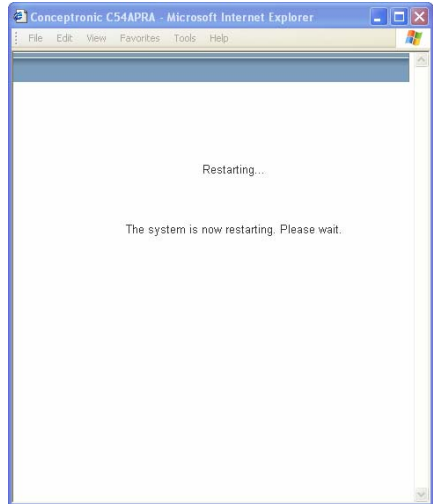 Conceptronic C54APRA - Microsoft Internet Explorer
File Edit View Favorites Tools Help
Restarting...
The system is now restarting. Please wait.